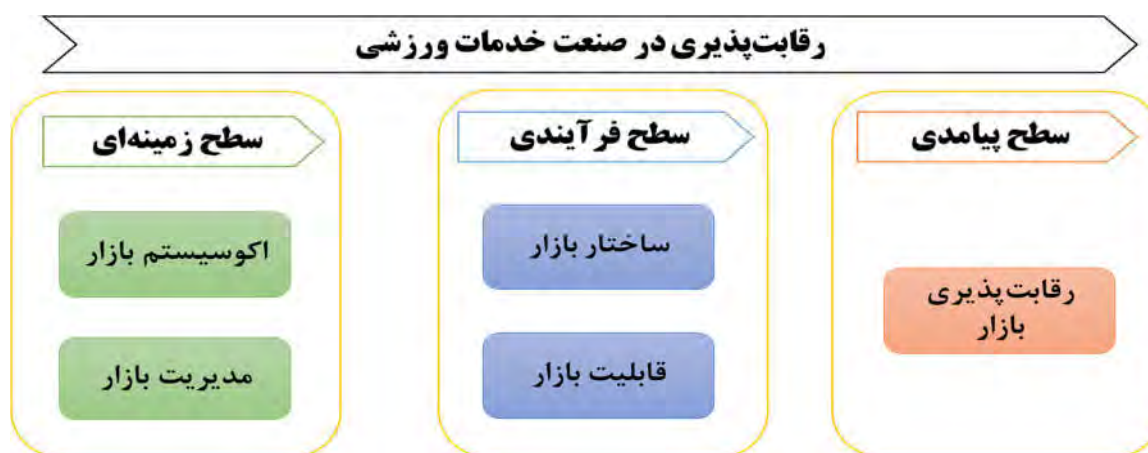 رقابت‌پذیری در صنعت خدمات ورزشی
سطح زمینه‌ای
اکوسیستم بازار
مدیریت بازار
سطح فرآیندی
ساختار بازار
قابلیت بازار
سطح پیامدی
رقابت‌پذیری
بازار